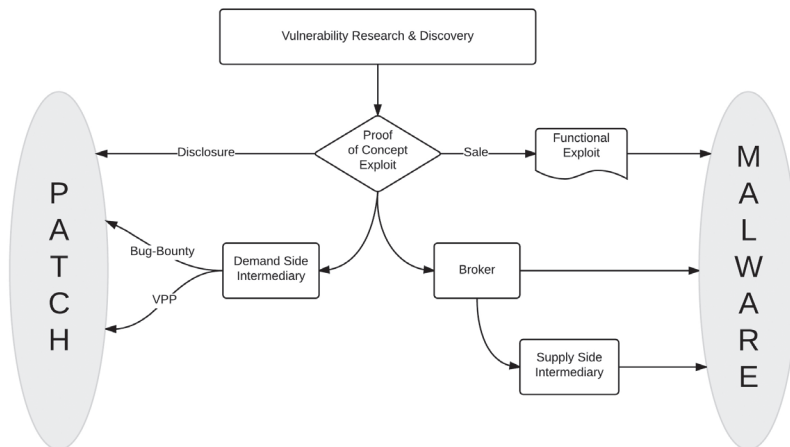 Vulnerability Research & Discovery
Proof
of Concept
Exploit
Disclosure
Sale
Functional
Exploit
P
A
T
C
H
M
A
L
W
A
R
E
Bug-Bounty
VPP
Demand Side
Intermediary
Broker
Supply Side
Intermediary